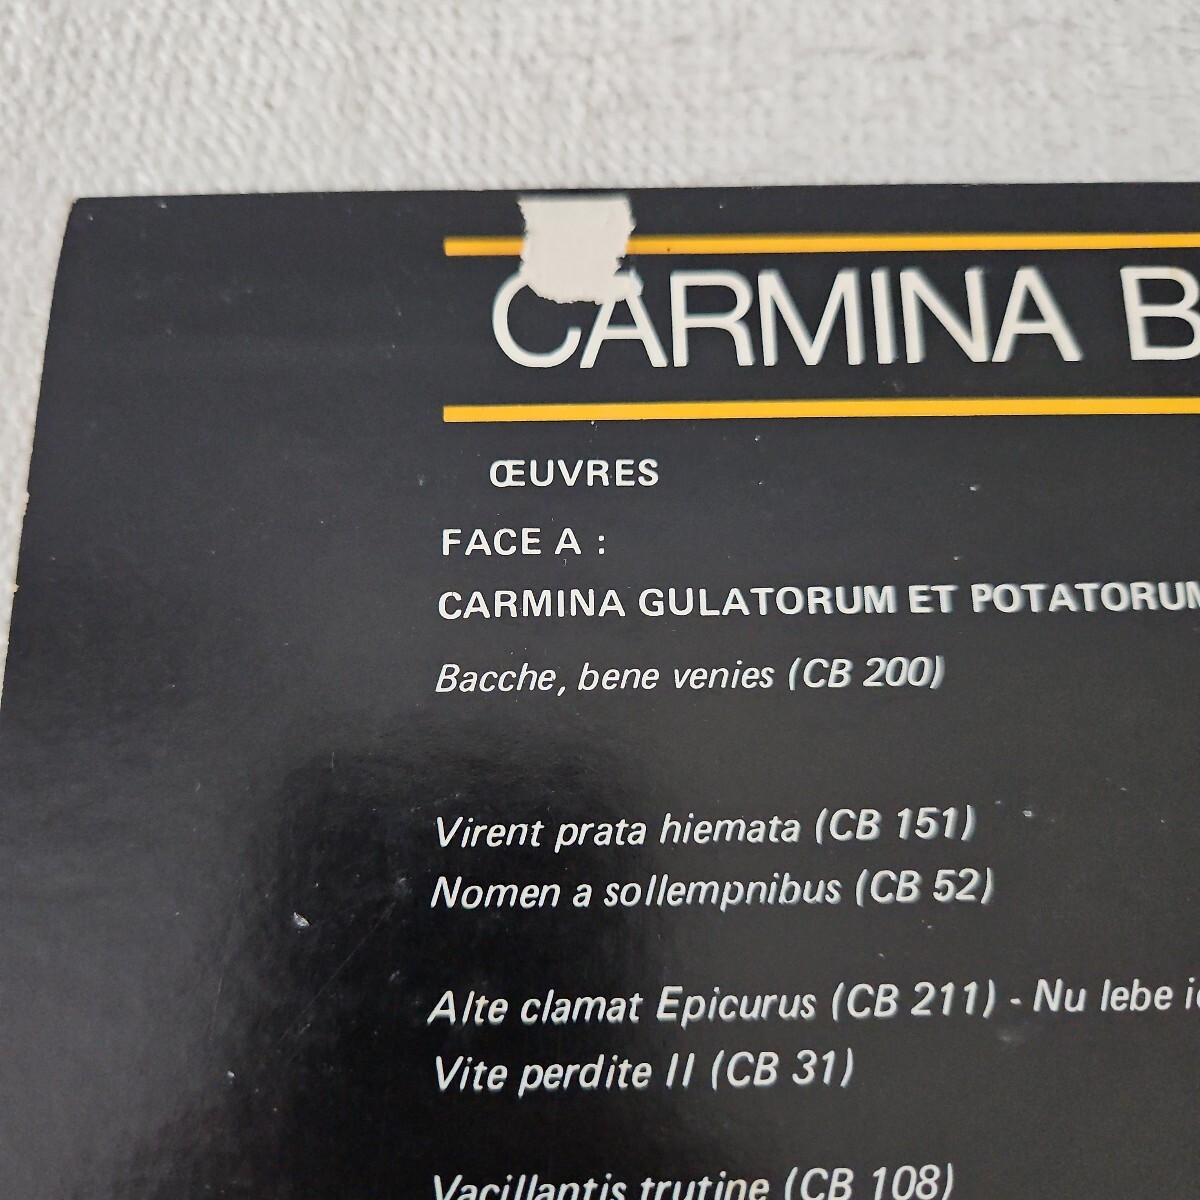 CARMINA B
ŒUVRES
FACE A :
CARMINA GULATORUM ET POTATORUM
Bacche, bene venies (CB 200)
Virent prata hiemata (CB 151)
Nomen a sollempnibus (CB 52)
Alte clamat Epicurus (CB 211) - Nu lebe
Vite perdite II (CB 31)
Vacillantis trutine (CB 108)